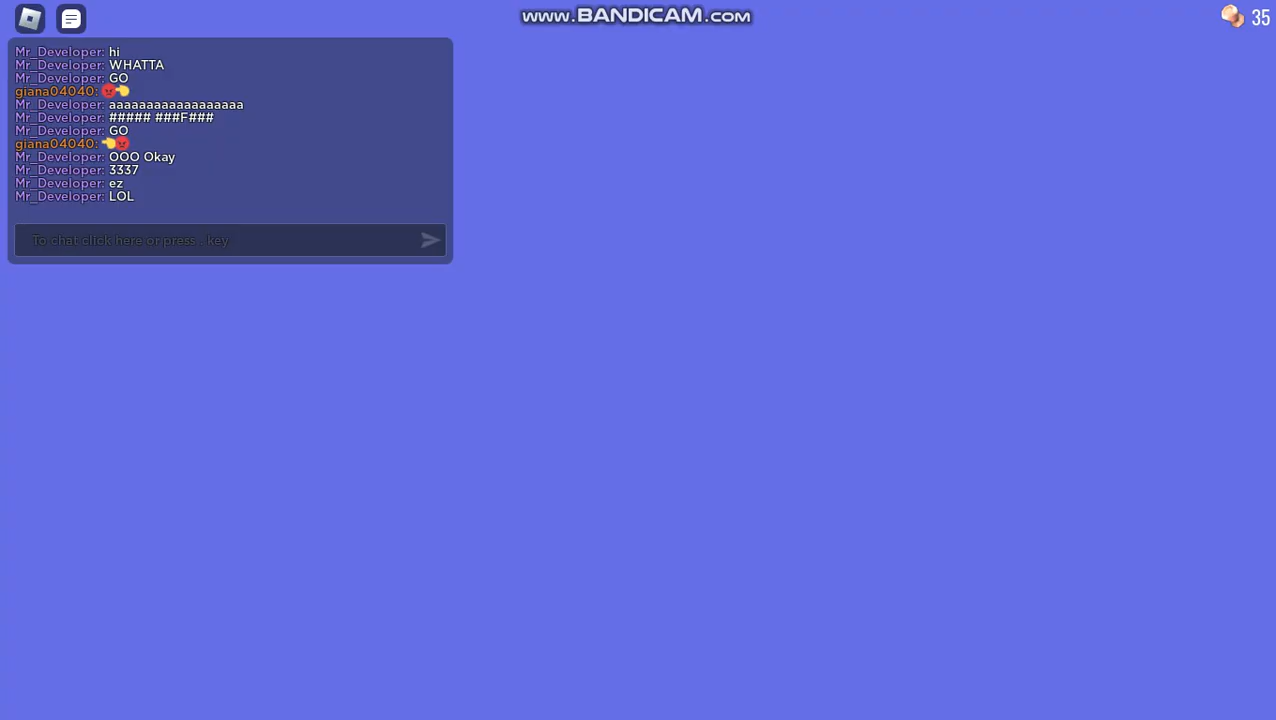 www.BANDICAM.com
35
Mr_Developer: hi
Mr_Developer: WHATTA
Mr_Developer: GO
giana04040: 😡👈
Mr_Developer: aaaaaaaaaaaaaaaaaa
Mr_Developer: ##### ###F###
Mr_Developer: GO
giana04040: 👈😡
Mr_Developer: OOO Okay
Mr_Developer: 3337
Mr_Developer: ez
Mr_Developer: LOL
To chat click here or press . key